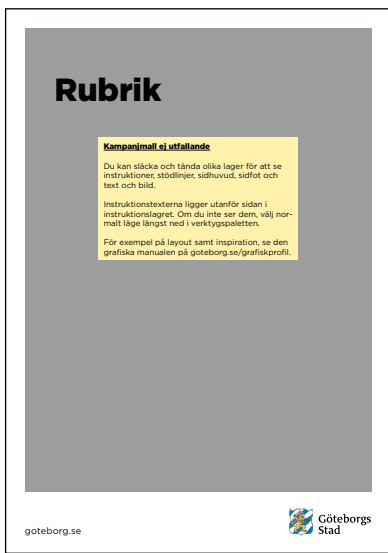 Rubrik
Kampanjmall ej utfallande
Du kan släcka och tända olika lager för att se
instruktioner, stödlinjer, sidhuvud, sidfot och
text och bild.
Instruktionstexterna ligger utanför sidan i
instruktionslagret. Om du inte ser dem, välj nor-
malt läge längst ned i verktygspaletten.
För exempel på layout samt inspiration, se den
grafiska manualen på goteborg.se/grafiskprofil.
goteborg.se
Göteborgs
Stad